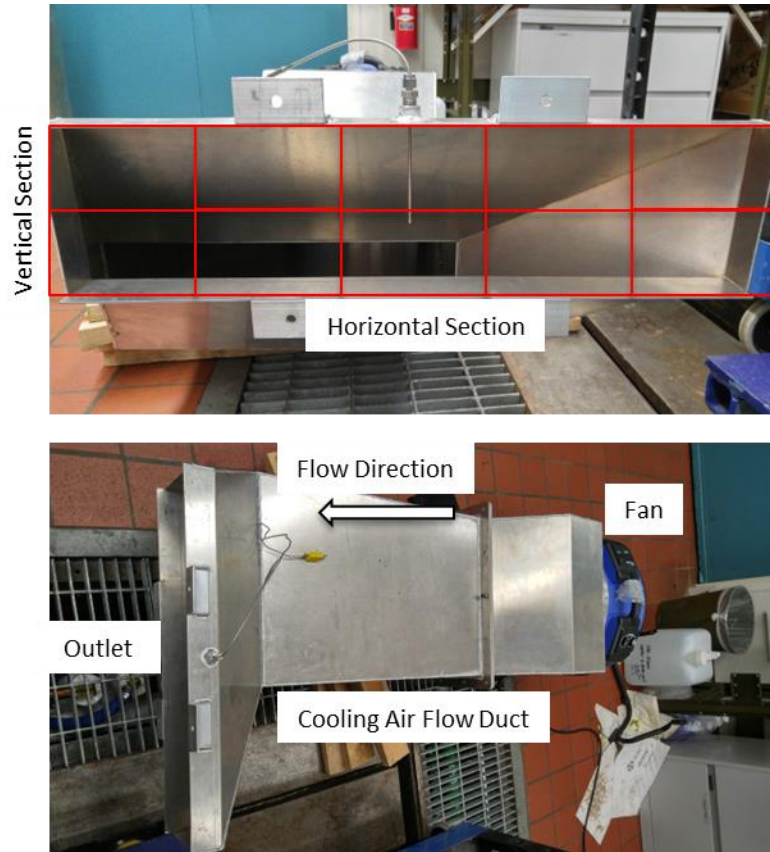 Vertical Section
Horizontal Section
Flow Direction
Fan
Outlet
Cooling Air Flow Duct